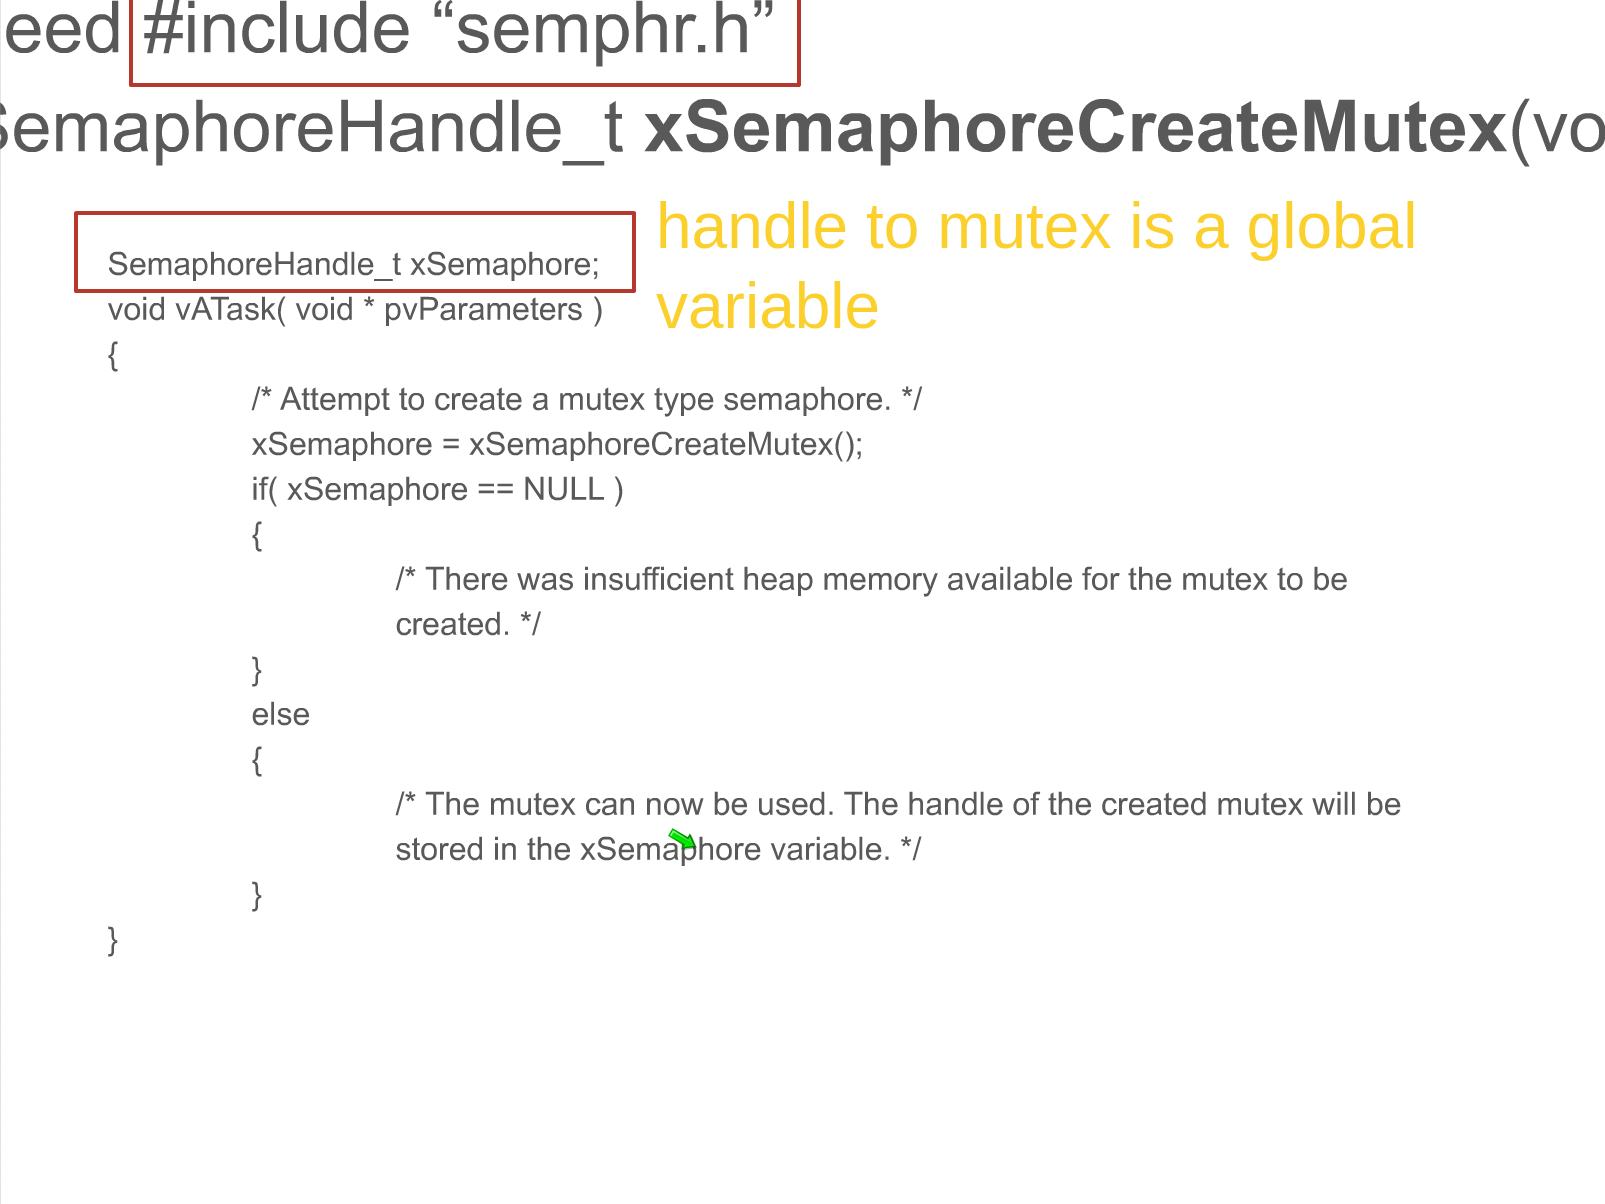 eed #include “semphr.h”
SemaphoreHandle_t xSemaphoreCreateMutex(vo
handle to mutex is a global
variable
SemaphoreHandle_t xSemaphore;
void vATask( void * pvParameters )
{
/* Attempt to create a mutex type semaphore. */
xSemaphore = xSemaphoreCreateMutex();
if( xSemaphore == NULL )
{
/* There was insufficient heap memory available for the mutex to be
created. */
}
else
{
/* The mutex can now be used. The handle of the created mutex will be
stored in the xSemaphore variable. */
}
}